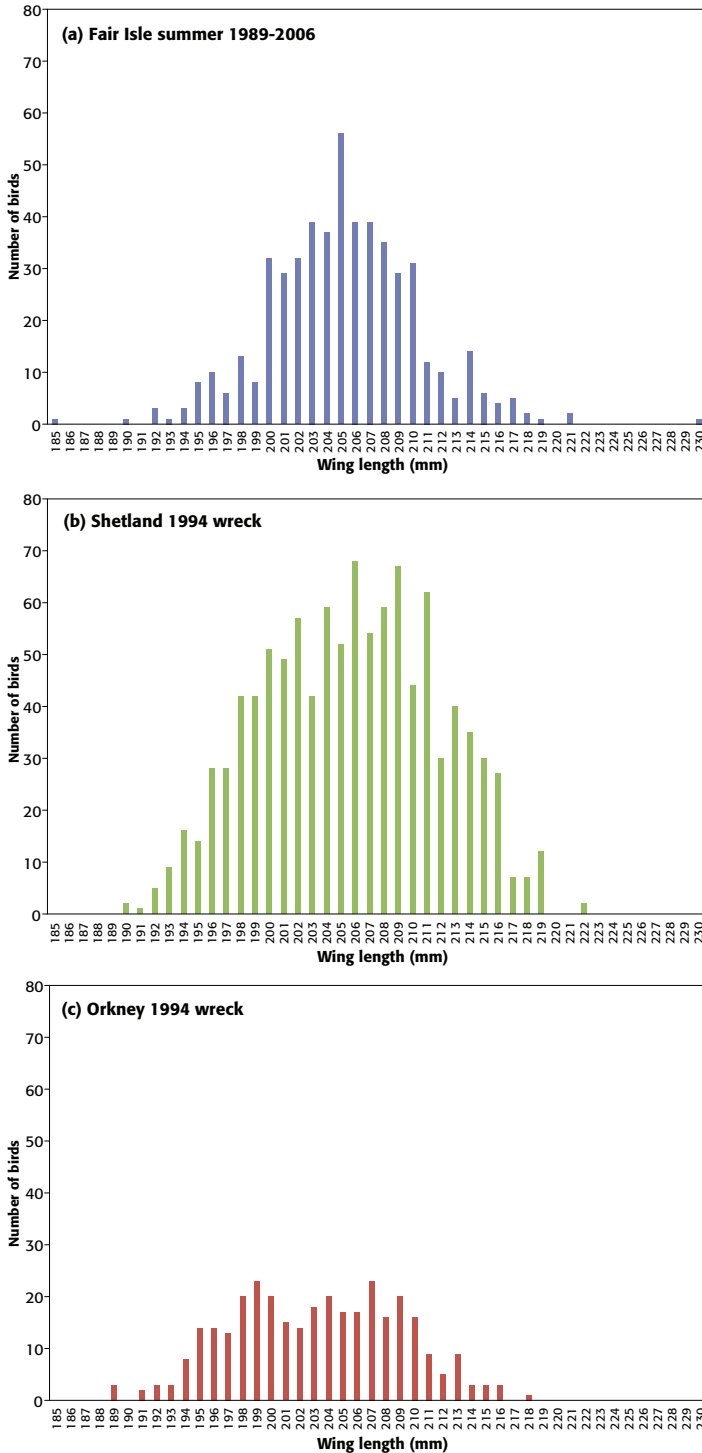 80
(a) Fair Isle summer 1989-2006
70
60
50
40
30
20
10
0
Number of birds
185 186 187 188 189 190 191 192 193 194 195 196 197 198 199 200 201 202 203 204 205 206 207 208 209 210 211 212 213 214 215 216 217 218 219 220 221 222 223 224 225 226 227 228 229 230
Wing length (mm)
80
(b) Shetland 1994 wreck
70
60
50
40
30
20
10
0
Number of birds
185 186 187 188 189 190 191 192 193 194 195 196 197 198 199 200 201 202 203 204 205 206 207 208 209 210 211 212 213 214 215 216 217 218 219 220 221 222 223 224 225 226 227 228 229 230
Wing length (mm)
80
(c) Orkney 1994 wreck
70
60
50
40
30
20
10
0
Number of birds
185 186 187 188 189 190 191 192 193 194 195 196 197 198 199 200 201 202 203 204 205 206 207 208 209 210 211 212 213 214 215 216 217 218 219 220 221 222 223 224 225 226 227 228 229 230
Wing length (mm)